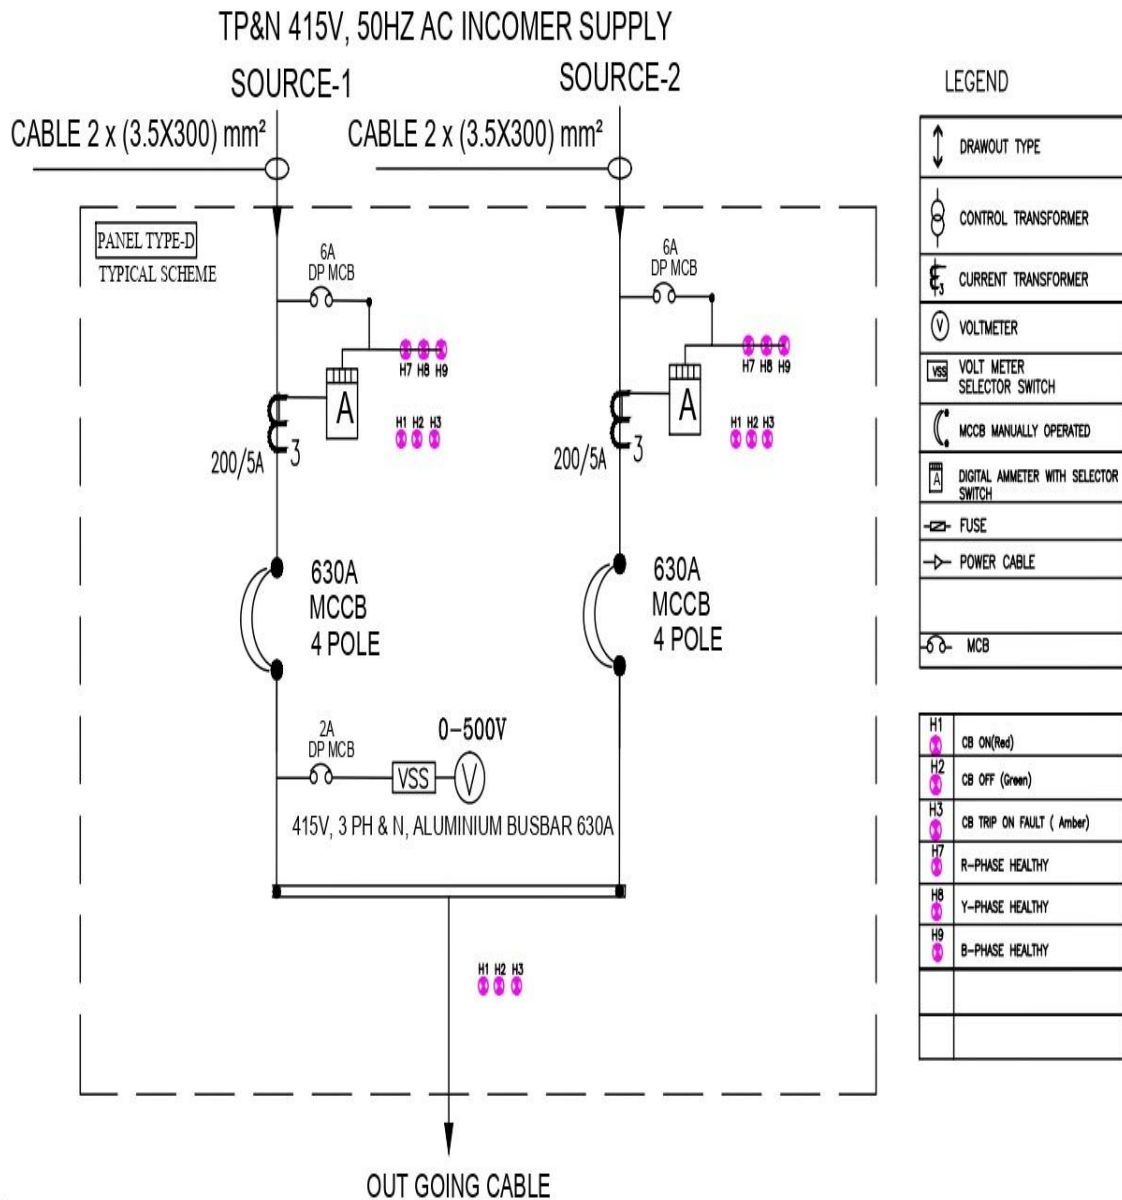 TP&N 415V, 50HZ AC INCOMER SUPPLY
SOURCE-1
SOURCE-2
CABLE 2 x (3.5X300) mm²
CABLE 2 x (3.5X300) mm²
PANEL TYPE-D
TYPICAL SCHEME
6A
DP MCB
H7 H8 H9
A
H1 H2 H3
200/5A
3
630A
MCCB
4 POLE
6A
DP MCB
H7 H8 H9
A
H1 H2 H3
200/5A
3
630A
MCCB
4 POLE
2A
DP MCB
0-500V
VSS
V
415V, 3 PH & N, ALUMINIUM BUSBAR 630A
H1 H2 H3
OUT GOING CABLE
LEGEND
DRAWOUT TYPE
CONTROL TRANSFORMER
3
CURRENT TRANSFORMER
V
VOLTMETER
VSS
VOLT METER
SELECTOR SWITCH
MCCB MANUALLY OPERATED
A
DIGITAL AMMETER WITH SELECTOR
SWITCH
FUSE
POWER CABLE
MCB
H1
CB ON(Red)
H2
CB OFF (Green)
H3
CB TRIP ON FAULT ( Amber)
H7
R-PHASE HEALTHY
H8
Y-PHASE HEALTHY
H9
B-PHASE HEALTHY